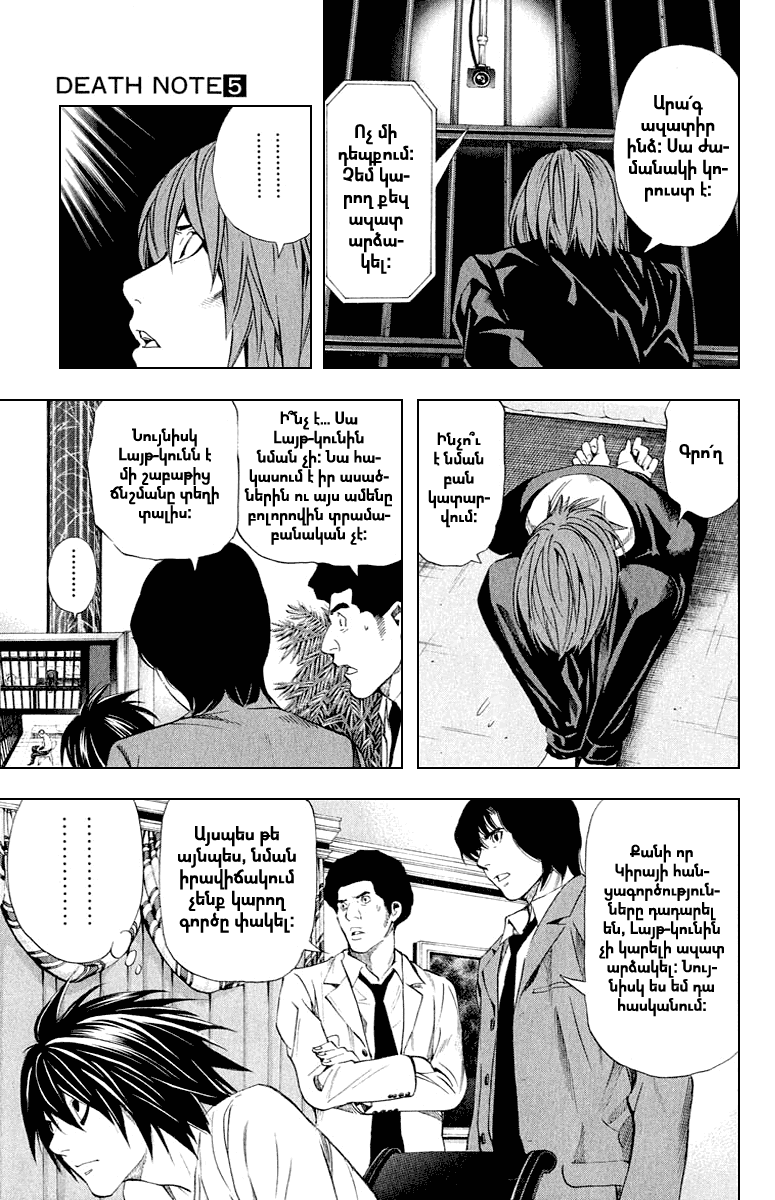 DEATH NOTE 5
Արա՛գ
ազատիր
ինձ: Սա ժա-
մանակի կո-
րուստ է:
Ոչ մի
դեպքում:
Չեմ կա-
րող քեզ
ազատ
արձա-
կել:
.........
Գրո՛ղ
Ինչո՞ւ
է նման
բան
կատար-
վում:
Ի՞նչ է... Սա
Լայթ-կունին
նման չի: Նա հա-
կասում է իր ասած-
ներին ու այս ամենը
բոլորովին տրամա-
բանական չէ:
Նույնիսկ
Լայթ-կունն է
մի շաբաթից
ճնշմանը տեղի
տալիս:
.........
Քանի որ
Կիրայի հան-
ցագործություն-
ները դադարել
են, Լայթ-կունին
չի կարելի ազատ
արձակել: Նույ-
նիսկ ես եմ դա
հասկանում:
Այսպես թե
այնպես, նման
իրավիճակում
չենք կարող
գործը փակել:
.........